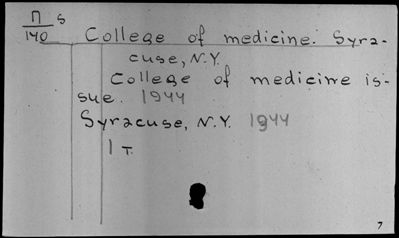 П s
140 College of medicine. Syra-
cuse, N.Y.
College of medicine is-
sue. 1944
Syracuse, N.Y. 1944
1 т.
7